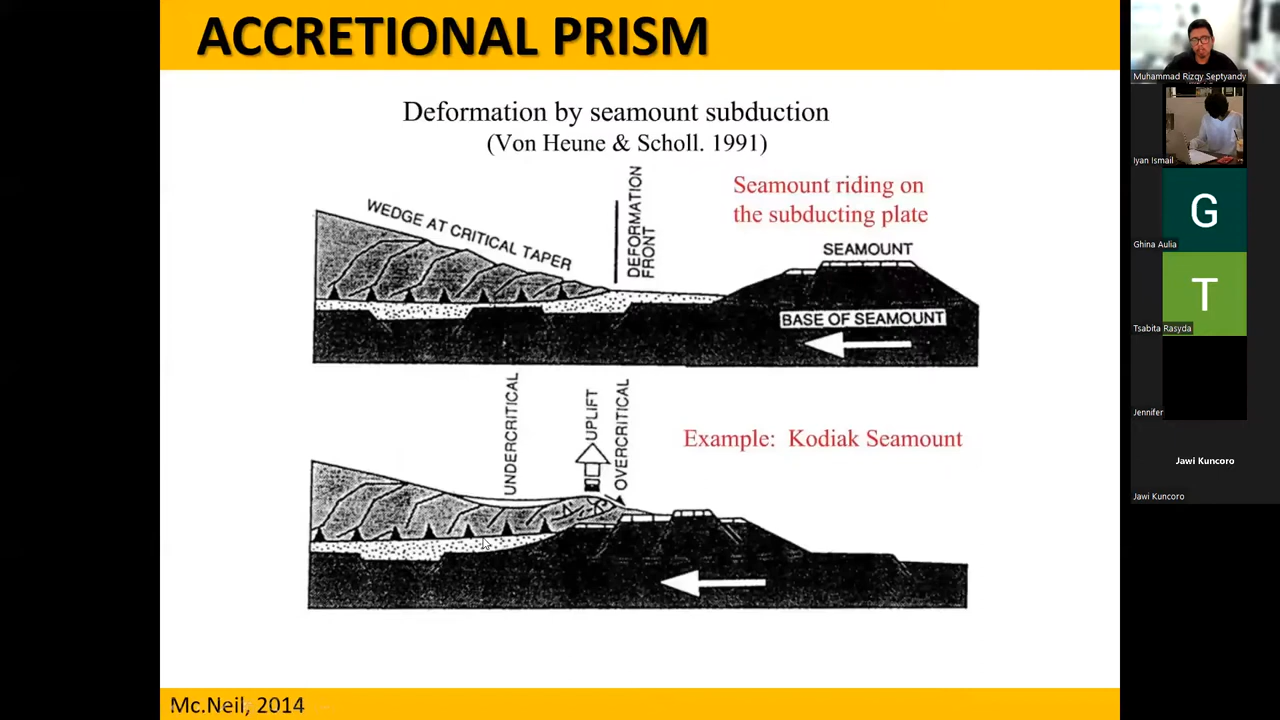 ACCRETIONAL PRISM
Deformation by seamount subduction
(Von Heune & Scholl. 1991)
WEDGE AT CRITICAL TAPER
DEFORMATION
FRONT
Seamount riding on
the subducting plate
SEAMOUNT
BASE OF SEAMOUNT
UNDERCRITICAL
UPLIFT
OVERCRITICAL
Example: Kodiak Seamount
Mc.Neil, 2014
Muhammad Rizqy Septyandy
Iyan Ismail
G
Ghina Aulia
T
Tsabita Rasyda
Jennifer
Jawi Kuncoro
Jawi Kuncoro